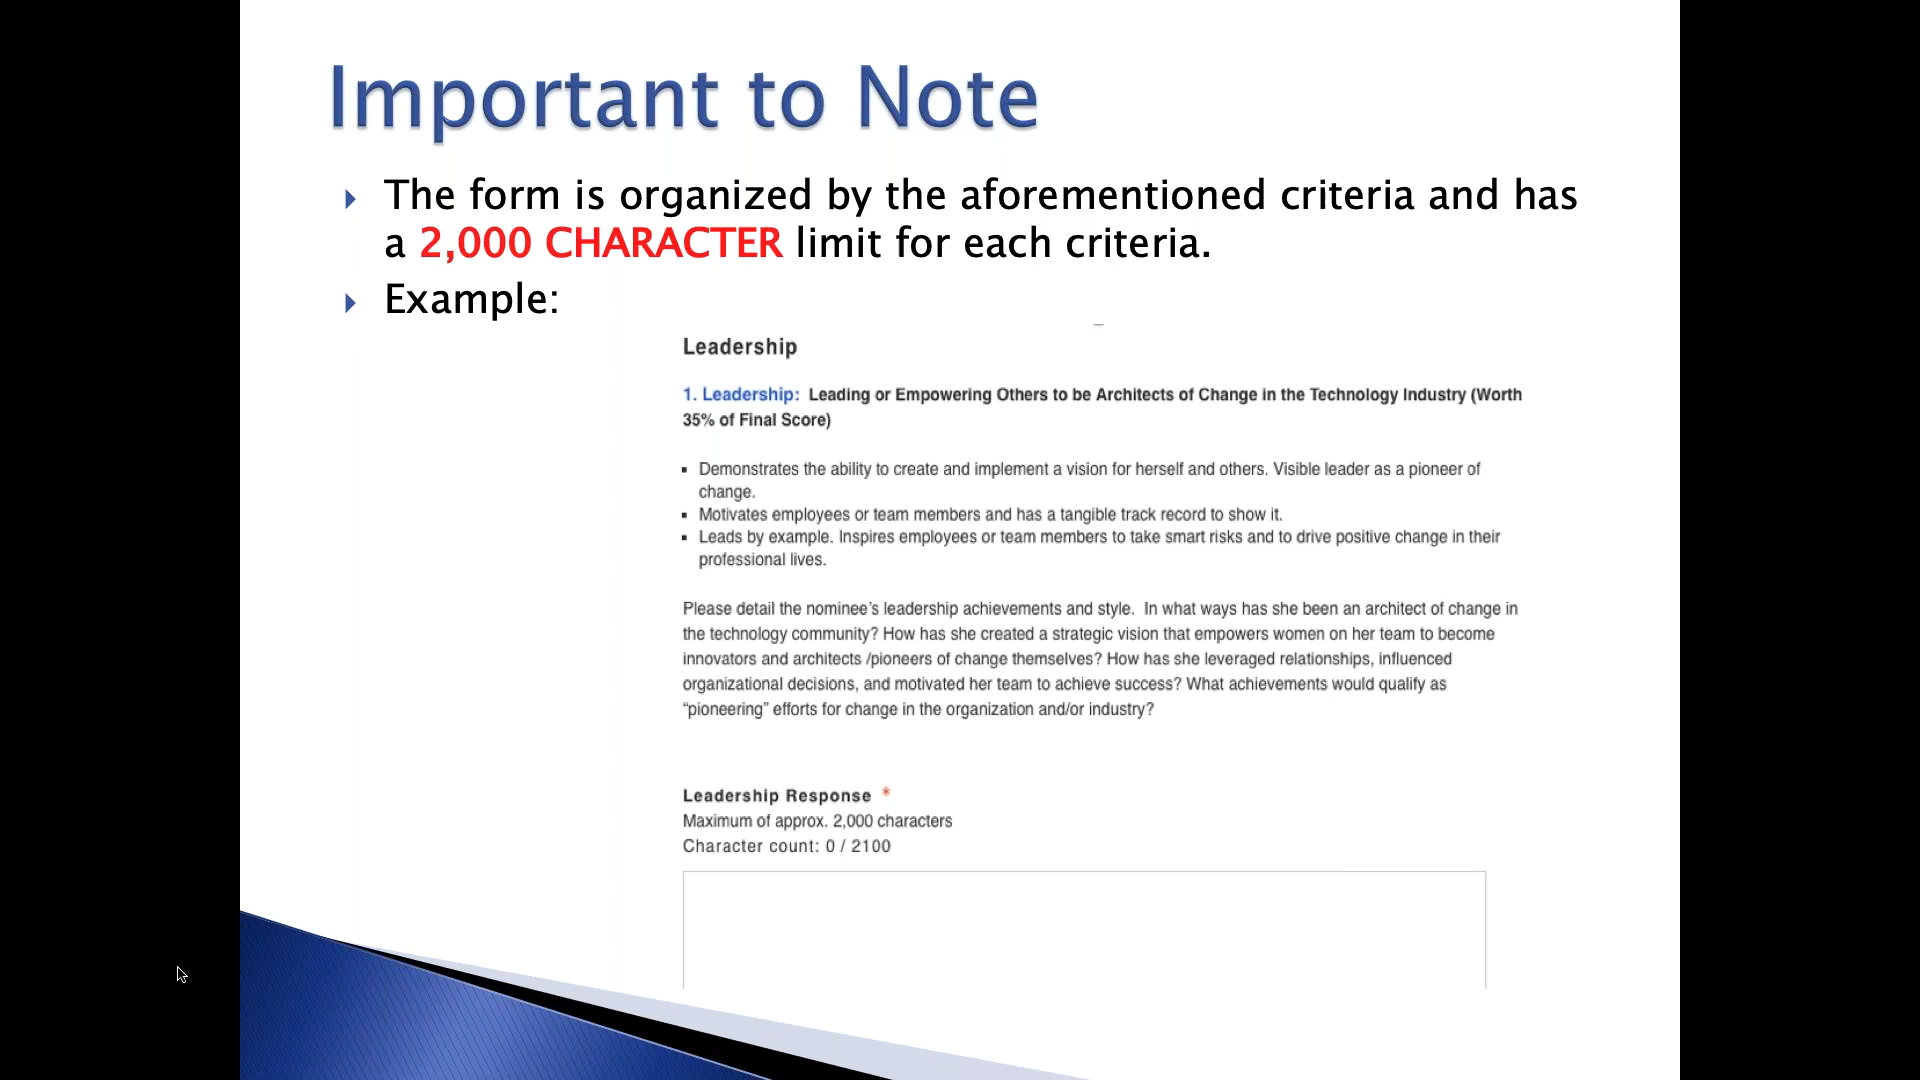 Important to Note
The form is organized by the aforementioned criteria and has
a 2,000 CHARACTER limit for each criteria.
Example:
Leadership
1. Leadership: Leading or Empowering Others to be Architects of Change in the Technology Industry (Worth
35% of Final Score)
Demonstrates the ability to create and implement a vision for herself and others. Visible leader as a pioneer of
change.
Motivates employees or team members and has a tangible track record to show it.
Leads by example. Inspires employees or team members to take smart risks and to drive positive change in their
professional lives.
Please detail the nominee’s leadership achievements and style.  In what ways has she been an architect of change in
the technology community? How has she created a strategic vision that empowers women on her team to become
innovators and architects /pioneers of change themselves? How has she leveraged relationships, influenced
organizational decisions, and motivated her team to achieve success? What achievements would qualify as
“pioneering” efforts for change in the organization and/or industry?
Leadership Response *
Maximum of approx. 2,000 characters
Character count: 0 / 2100